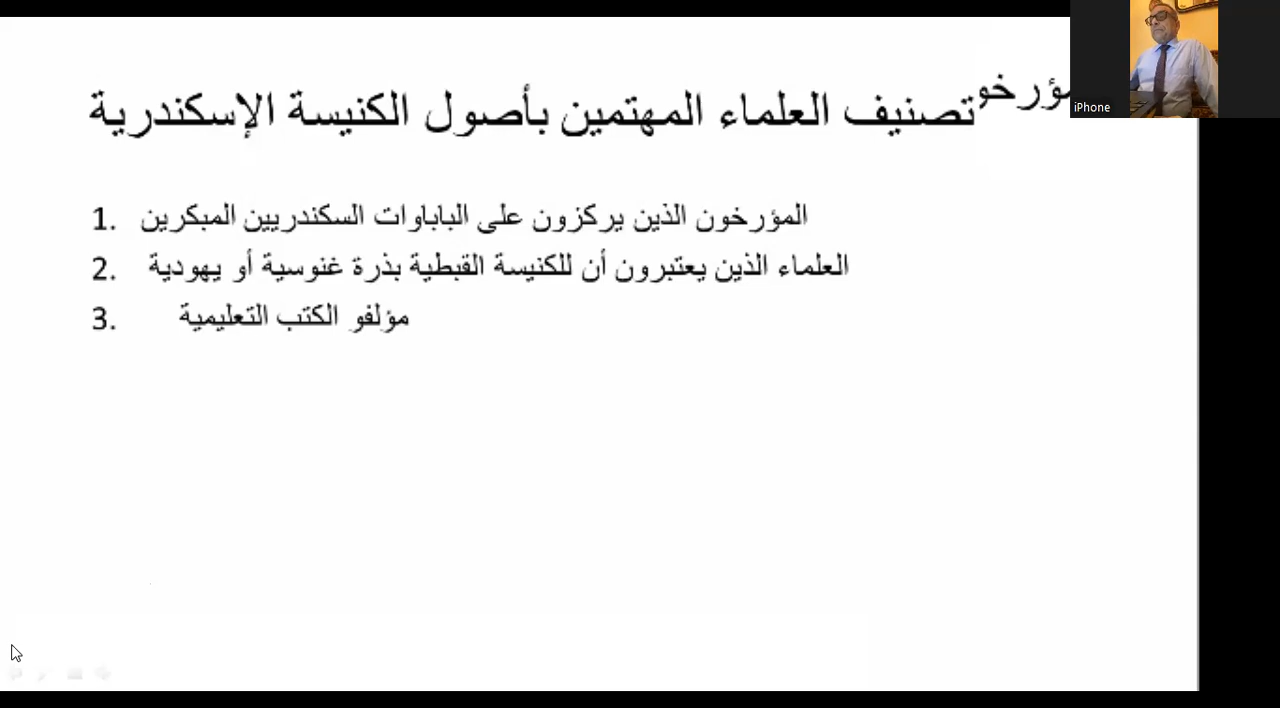 تصنيف العلماء المهتمين بأصول الكنيسة الإسكندرية
iPhone
1. المؤرخون الذين يركزون على الباباوات السكندريين المبكرين
2. العلماء الذين يعتبرون أن للكنيسة القبطية بذرة غنوسية أو يهودية
3. مؤلفو الكتب التعليمية